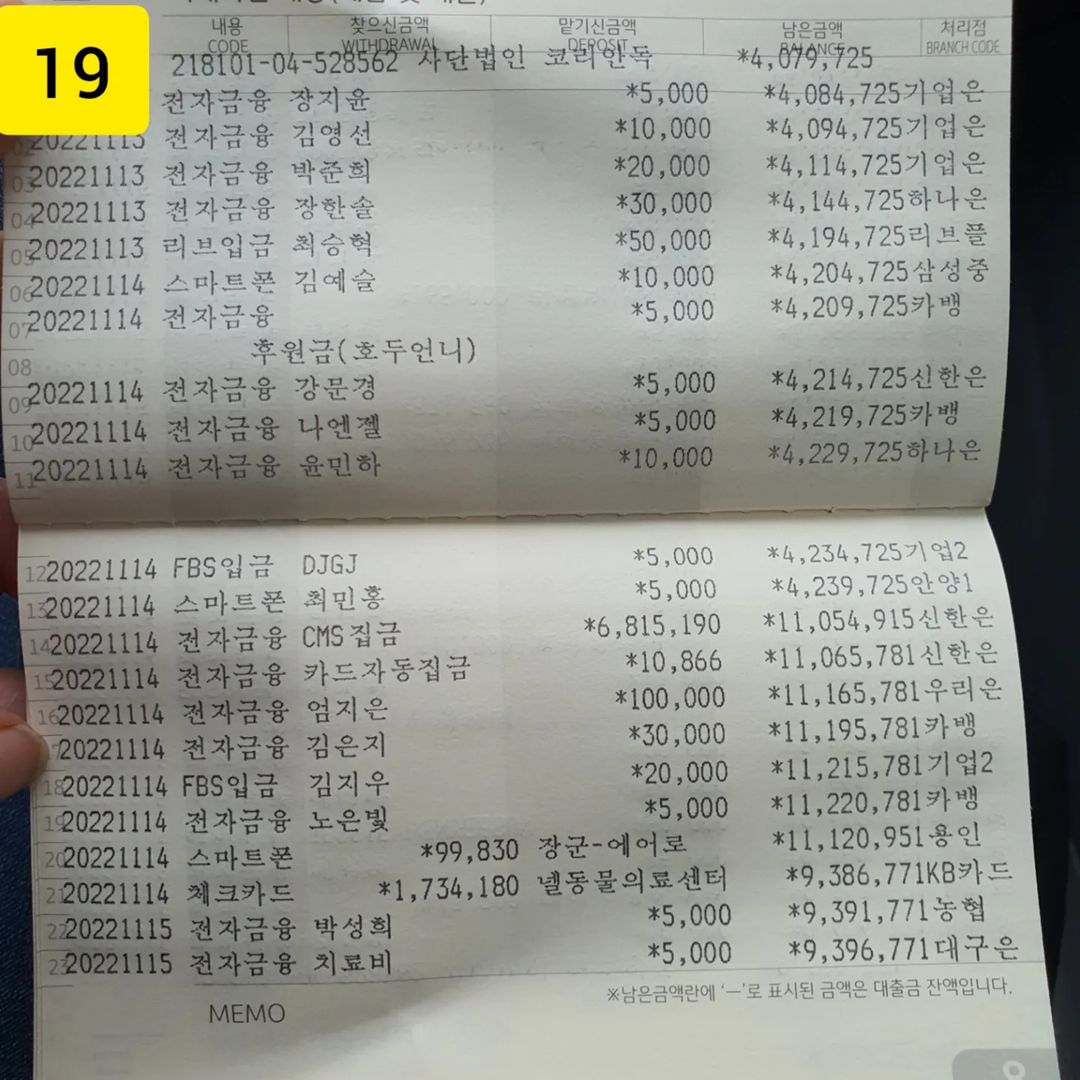 19
내용 찾으신금액 맡기신금액 남은금액 처리점
CODE WITHDRAWAL DEPOSIT BALANCE BRANCH CODE
218101-04-528562 사단법인 코리안독 *4,079,725
전자금융 장지윤 *5,000 *4,084,725기업은
02 20221113 전자금융 김영선 *10,000 *4,094,725기업은
03 20221113 전자금융 박준희 *20,000 *4,114,725기업은
04 20221113 전자금융 장한솔 *30,000 *4,144,725하나은
05 20221113 리브입금 최승혁 *50,000 *4,194,725리브플
06 20221114 스마트폰 김예슬 *10,000 *4,204,725삼성중
07 20221114 전자금융 *5,000 *4,209,725카뱅
08 후원금(호두언니)
09 20221114 전자금융 강문경 *5,000 *4,214,725신한은
10 20221114 전자금융 나엔젤 *5,000 *4,219,725카뱅
11 20221114 전자금융 윤민하 *10,000 *4,229,725하나은
12 20221114 FBS입금 DJGJ *5,000 *4,234,725기업2
13 20221114 스마트폰 최민홍 *5,000 *4,239,725안양1
14 20221114 전자금융 CMS집금 *6,815,190 *11,054,915신한은
15 20221114 전자금융 카드자동집금 *10,866 *11,065,781신한은
16 20221114 전자금융 엄지은 *100,000 *11,165,781우리은
20221114 전자금융 김은지 *30,000 *11,195,781카뱅
18 20221114 FBS입금 김지우 *20,000 *11,215,781기업2
19 20221114 전자금융 노은빛 *5,000 *11,220,781카뱅
20 20221114 스마트폰 *99,830 장군-에어로 *11,120,951용인
21 20221114 체크카드 *1,734,180 넬동물의료센터 *9,386,771KB카드
22 20221115 전자금융 박성희 *5,000 *9,391,771농협
23 20221115 전자금융 치료비 *5,000 *9,396,771대구은
※남은금액란에 '－'로 표시된 금액은 대출금 잔액입니다.
MEMO